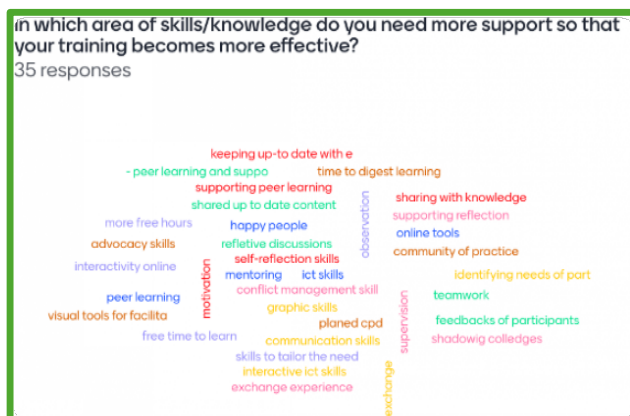 in which area of skills/knowledge do you need more support so that
your training becomes more effective?
35 responses
keeping up-to date with e
- peer learning and suppo
time to digest learning
supporting peer learning
sharing with knowledge
shared up to date content
observation
supporting reflection
more free hours
happy people
online tools
advocacy skills
refletive discussions
community of practice
self-reflection skills
interactivity online
motivation
mentoring
ict skills
identifying needs of part
conflict management skill
peer learning
teamwork
graphic skills
supervision
visual tools for facilita
planed cpd
feedbacks of participants
free time to learn
communication skills
shadowig colledges
skills to tailor the need
interactive ict skills
exchange
exchange experience